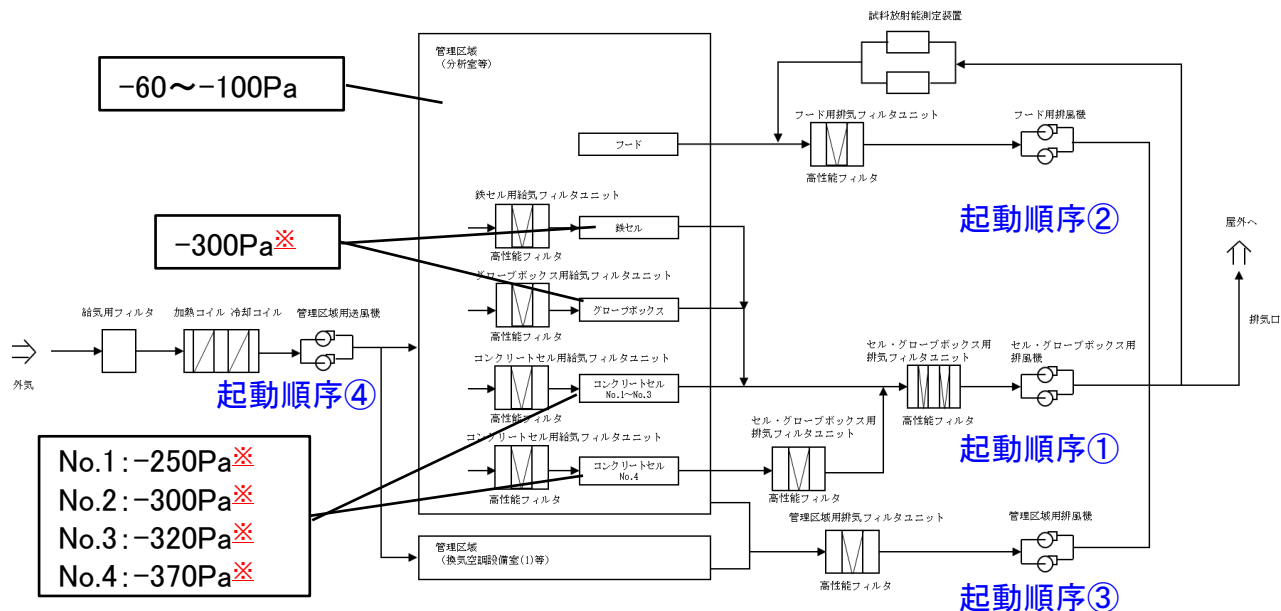 試料放射能測定装置
管理区域
（分析室等）
-60～-100Pa
フード用排気フィルタユニット
フード用排風機
フード
高性能フィルタ
起動順序②
鉄セル用給気フィルタユニット
-300Pa※
鉄セル
高性能フィルタ
屋外へ
グローブボックス用給気フィルタユニット
グローブボックス
高性能フィルタ
給気用フィルタ
加熱コイル 冷却コイル
管理区域用送風機
排気口
外気
起動順序④
コンクリートセル用給気フィルタユニット
コンクリートセル
No.1~No.3
高性能フィルタ
セル・グローブボックス用
排気フィルタユニット
セル・グローブボックス用
排風機
高性能フィルタ
起動順序①
セル・グローブボックス用
排気フィルタユニット
高性能フィルタ
コンクリートセル用給気フィルタユニット
コンクリートセル
No.4
高性能フィルタ
No.1：-250Pa※
No.2：-300Pa※
No.3：-320Pa※
No.4：-370Pa※
管理区域用排気フィルタユニット
管理区域用排風機
管理区域
（換気空調設備室(1)等）
高性能フィルタ
起動順序③